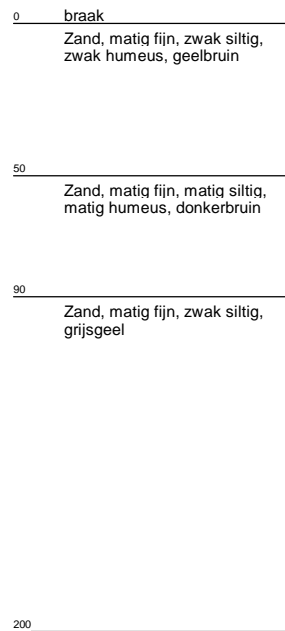 0 braak
Zand, matig fijn, zwak siltig,
zwak humeus, geelbruin
50
Zand, matig fijn, matig siltig,
matig humeus, donkerbruin
90
Zand, matig fijn, zwak siltig,
grijsgeel
200